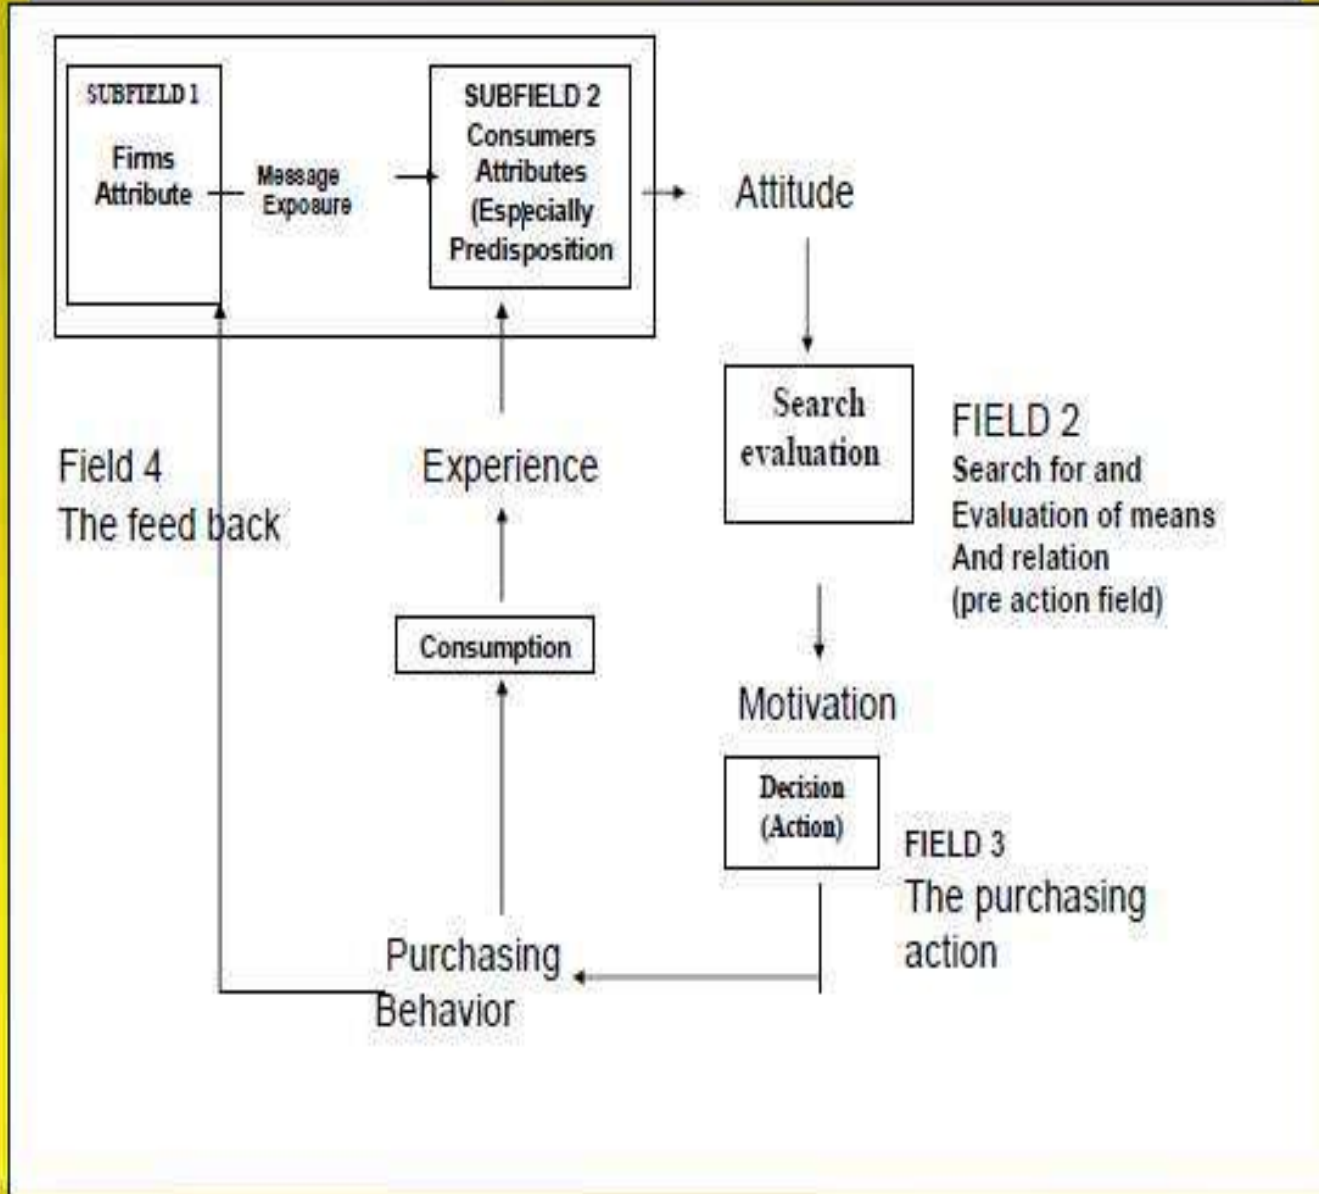 SUBFIELD 1
Firms
Attribute
Message
Exposure
SUBFIELD 2
Consumers
Attributes
(Especially
Predisposition
Attitude
Search
evaluation
FIELD 2
Search for and
Evaluation of means
And relation
(pre action field)
Field 4
The feed back
Experience
Consumption
Motivation
Decision
(Action)
FIELD 3
The purchasing
action
Purchasing
Behavior